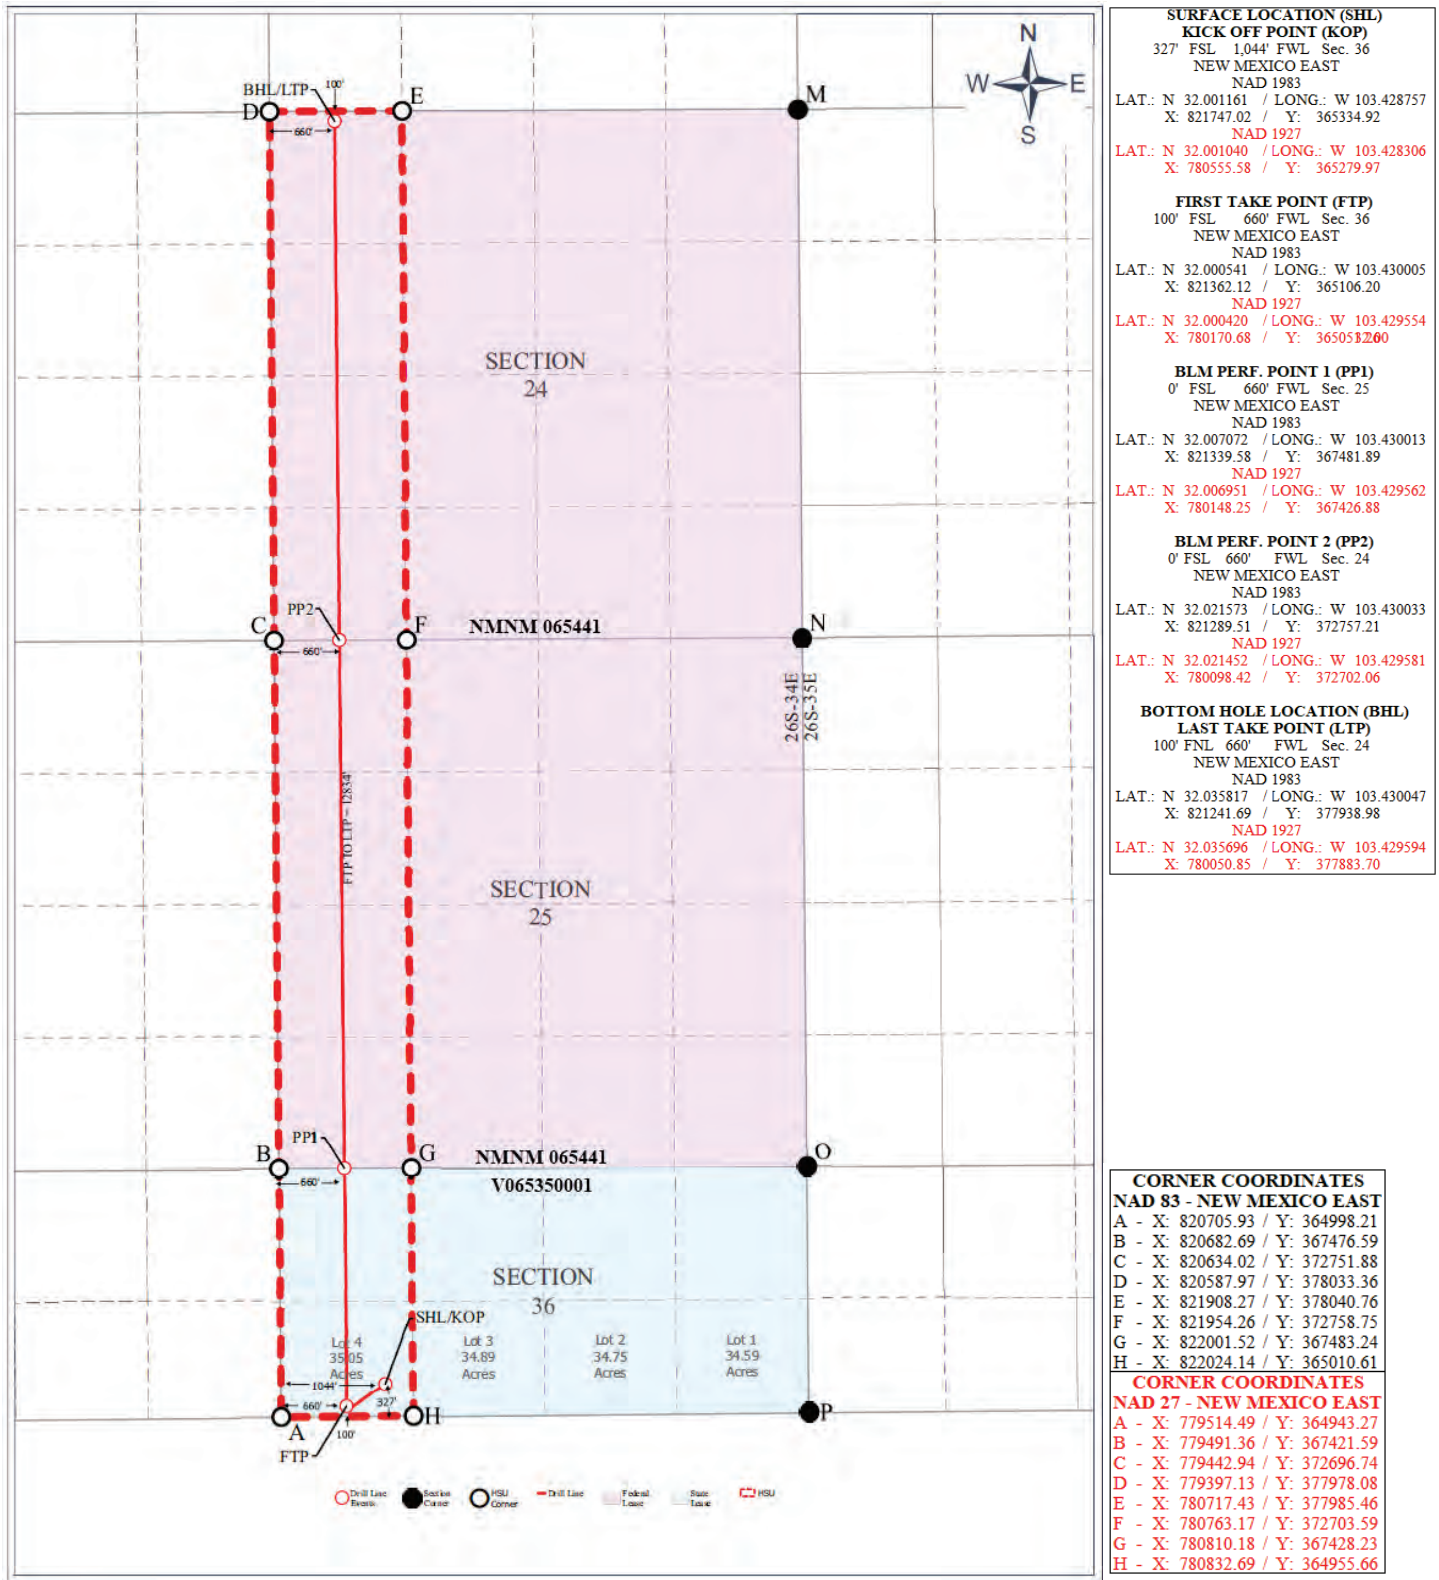 N
W E
S
BHL/LTP
100'
D
E
M
660'
SECTION
24
PP2
C
F
NMNM 065441
N
660'
26S-34E
26S-35E
FTP TO LTP - 12834'
SECTION
25
PP1
B
G
NMNM 065441
O
660'
V065350001
SECTION
36
SHL/KOP
Lot 4
35.05
Acres
Lot 3
34.89
Acres
Lot 2
34.75
Acres
Lot 1
34.59
Acres
1044'
660'
327'
A
100'
H
P
FTP
Drill Line
Events
Section
Corner
HSU
Corner
Drill Line
Federal
Lease
State
Lease
HSU
SURFACE LOCATION (SHL)
KICK OFF POINT (KOP)
327' FSL 1,044' FWL Sec. 36
NEW MEXICO EAST
NAD 1983
LAT.: N 32.001161 / LONG.: W 103.428757
X: 821747.02 / Y: 365334.92
NAD 1927
LAT.: N 32.001040 / LONG.: W 103.428306
X: 780555.58 / Y: 365279.97
FIRST TAKE POINT (FTP)
100' FSL 660' FWL Sec. 36
NEW MEXICO EAST
NAD 1983
LAT.: N 32.000541 / LONG.: W 103.430005
X: 821362.12 / Y: 365106.20
NAD 1927
LAT.: N 32.000420 / LONG.: W 103.429554
X: 780170.68 / Y:
BLM PERF. POINT 1 (PP1)
0' FSL 660' FWL Sec. 25
NEW MEXICO EAST
NAD 1983
LAT.: N 32.007072 / LONG.: W 103.430013
X: 821339.58 / Y: 367481.89
NAD 1927
LAT.: N 32.006951 / LONG.: W 103.429562
X: 780148.25 / Y: 367426.88
BLM PERF. POINT 2 (PP2)
0' FSL 660' FWL Sec. 24
NEW MEXICO EAST
NAD 1983
LAT.: N 32.021573 / LONG.: W 103.430033
X: 821289.51 / Y: 372757.21
NAD 1927
LAT.: N 32.021452 / LONG.: W 103.429581
X: 780098.42 / Y: 372702.06
BOTTOM HOLE LOCATION (BHL)
LAST TAKE POINT (LTP)
100' FNL 660' FWL Sec. 24
NEW MEXICO EAST
NAD 1983
LAT.: N 32.035817 / LONG.: W 103.430047
X: 821241.69 / Y: 377938.98
NAD 1927
LAT.: N 32.035696 / LONG.: W 103.429594
X: 780050.85 / Y: 377883.70
CORNER COORDINATES
NAD 83 - NEW MEXICO EAST
A - X: 820705.93 / Y: 364998.21
B - X: 820682.69 / Y: 367476.59
C - X: 820634.02 / Y: 372751.88
D - X: 820587.97 / Y: 378033.36
E - X: 821908.27 / Y: 378040.76
F - X: 821954.26 / Y: 372758.75
G - X: 822001.52 / Y: 367483.24
H - X: 822024.14 / Y: 365010.61
CORNER COORDINATES
NAD 27 - NEW MEXICO EAST
A - X: 779514.49 / Y: 364943.27
B - X: 779491.36 / Y: 367421.59
C - X: 779442.94 / Y: 372696.74
D - X: 779397.13 / Y: 377978.08
E - X: 780717.43 / Y: 377985.46
F - X: 780763.17 / Y: 372703.59
G - X: 780810.18 / Y: 367428.23
H - X: 780832.69 / Y: 364955.66